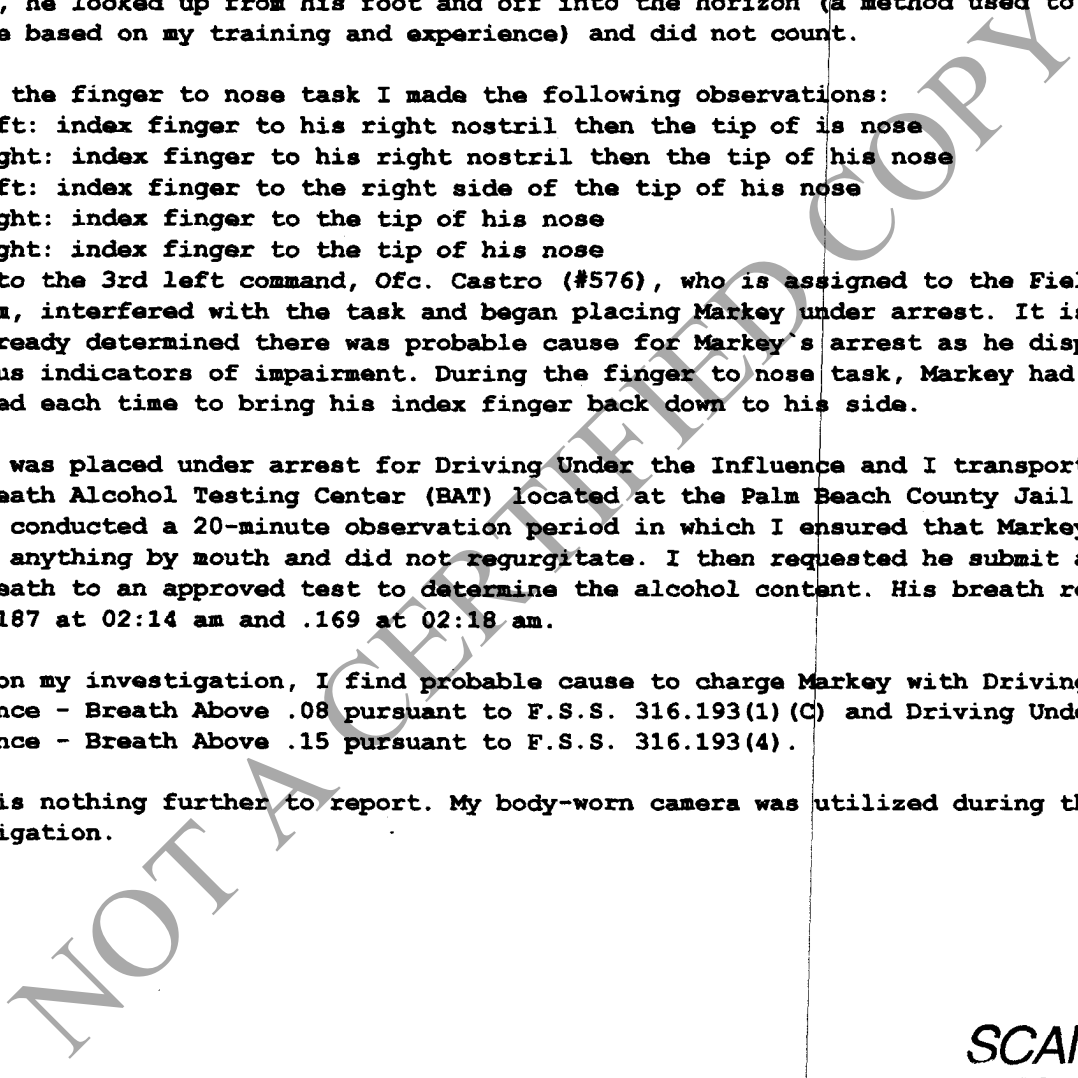 , he looked up from his foot and off into the horizon (a method used to
e based on my training and experience) and did not count.
the finger to nose task I made the following observations:
ft: index finger to his right nostril then the tip of is nose
ght: index finger to his right nostril then the tip of his nose
ft: index finger to the right side of the tip of his nose
ght: index finger to the tip of his nose
ght: index finger to the tip of his nose
to the 3rd left command, Ofc. Castro (#576), who is assigned to the Fiel
m, interfered with the task and began placing Markey under arrest. It is
ready determined there was probable cause for Markey's arrest as he disp
us indicators of impairment. During the finger to nose task, Markey had
ed each time to bring his index finger back down to his side.
was placed under arrest for Driving Under the Influence and I transport
eath Alcohol Testing Center (BAT) located at the Palm Beach County Jail
conducted a 20-minute observation period in which I ensured that Markey
anything by mouth and did not regurgitate. I then requested he submit a
eath to an approved test to determine the alcohol content. His breath re
187 at 02:14 am and .169 at 02:18 am.
on my investigation, I find probable cause to charge Markey with Driving
nce - Breath Above .08 pursuant to F.S.S. 316.193(1)(C) and Driving Unde
nce - Breath Above .15 pursuant to F.S.S. 316.193(4).
is nothing further to report. My body-worn camera was utilized during th
igation.
NOT A CERTIFIED COPY
SCAN